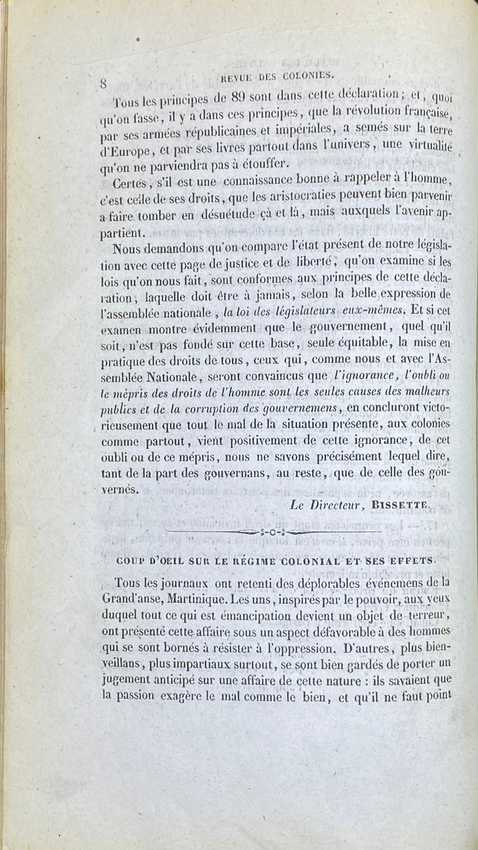 8
REVUE DES COLONIES.
Tous les principes de 89 sont dans cette déclaration ; et, quoi
qu'on fasse, il y a dans ces principes, que la révolution française,
par ses armées républicaines et impériales, a semés sur la terre
d'Europe, et par ses livres partout dans l'univers, une virtualité
qu'on ne parviendra pas à étouffer.
Certes, s'il est une connaissance bonne à rappeler à l'homme,
c'est celle de ses droits, que les aristocraties peuvent bien parvenir
a faire tomber en désuétude çà et là, mais auxquels l'avenir ap-
partient.
Nous demandons qu'on compare l'état présent de notre législa-
tion avec cette page de justice et de liberté, qu'on examine si les
lois qu'on nous fait, sont conformes aux principes de cette décla-
ration, laquelle doit être à jamais, selon la belle expression de
l'assemblée nationale, la loi des législateurs eux-mêmes. Et si cet
examen montre évidemment que le gouvernement, quel qu'il
soit, n'est pas fondé sur cette base, seule équitable, la mise en
pratique des droits de tous, ceux qui, comme nous et avec l'As-
semblée Nationale, seront convaincus que l'ignorance, l'oubli ou
le mépris des droits de l'homme sont les seules causes des malheurs
publics et de la corruption des gouvernemens, en concluront victo-
rieusement que tout le mal de la situation présente, aux colonies
comme partout, vient positivement de cette ignorance, de cet
oubli ou de ce mépris, nous ne savons précisément lequel dire,
tant de la part des gouvernans, au reste, que de celle des gou-
vernés.
Le Directeur, BISSETTE.
COUP D'OEIL SUR LE RÉGIME COLONIAL ET SES EFFETS.
Tous les journaux ont retenti des déplorables événemens de la
Grand'anse, Martinique. Les uns, inspirés par le pouvoir, aux yeux
duquel tout ce qui est émancipation devient un objet de terreur,
ont présenté cette affaire sous un aspect défavorable à des hommes
qui se sont bornés à résister à l'oppression. D'autres, plus bien-
veillans, plus impartiaux surtout, se sont bien gardés de porter un
jugement anticipé sur une affaire de cette nature : ils savaient que
la passion exagère le mal comme le bien, et qu'il ne faut point